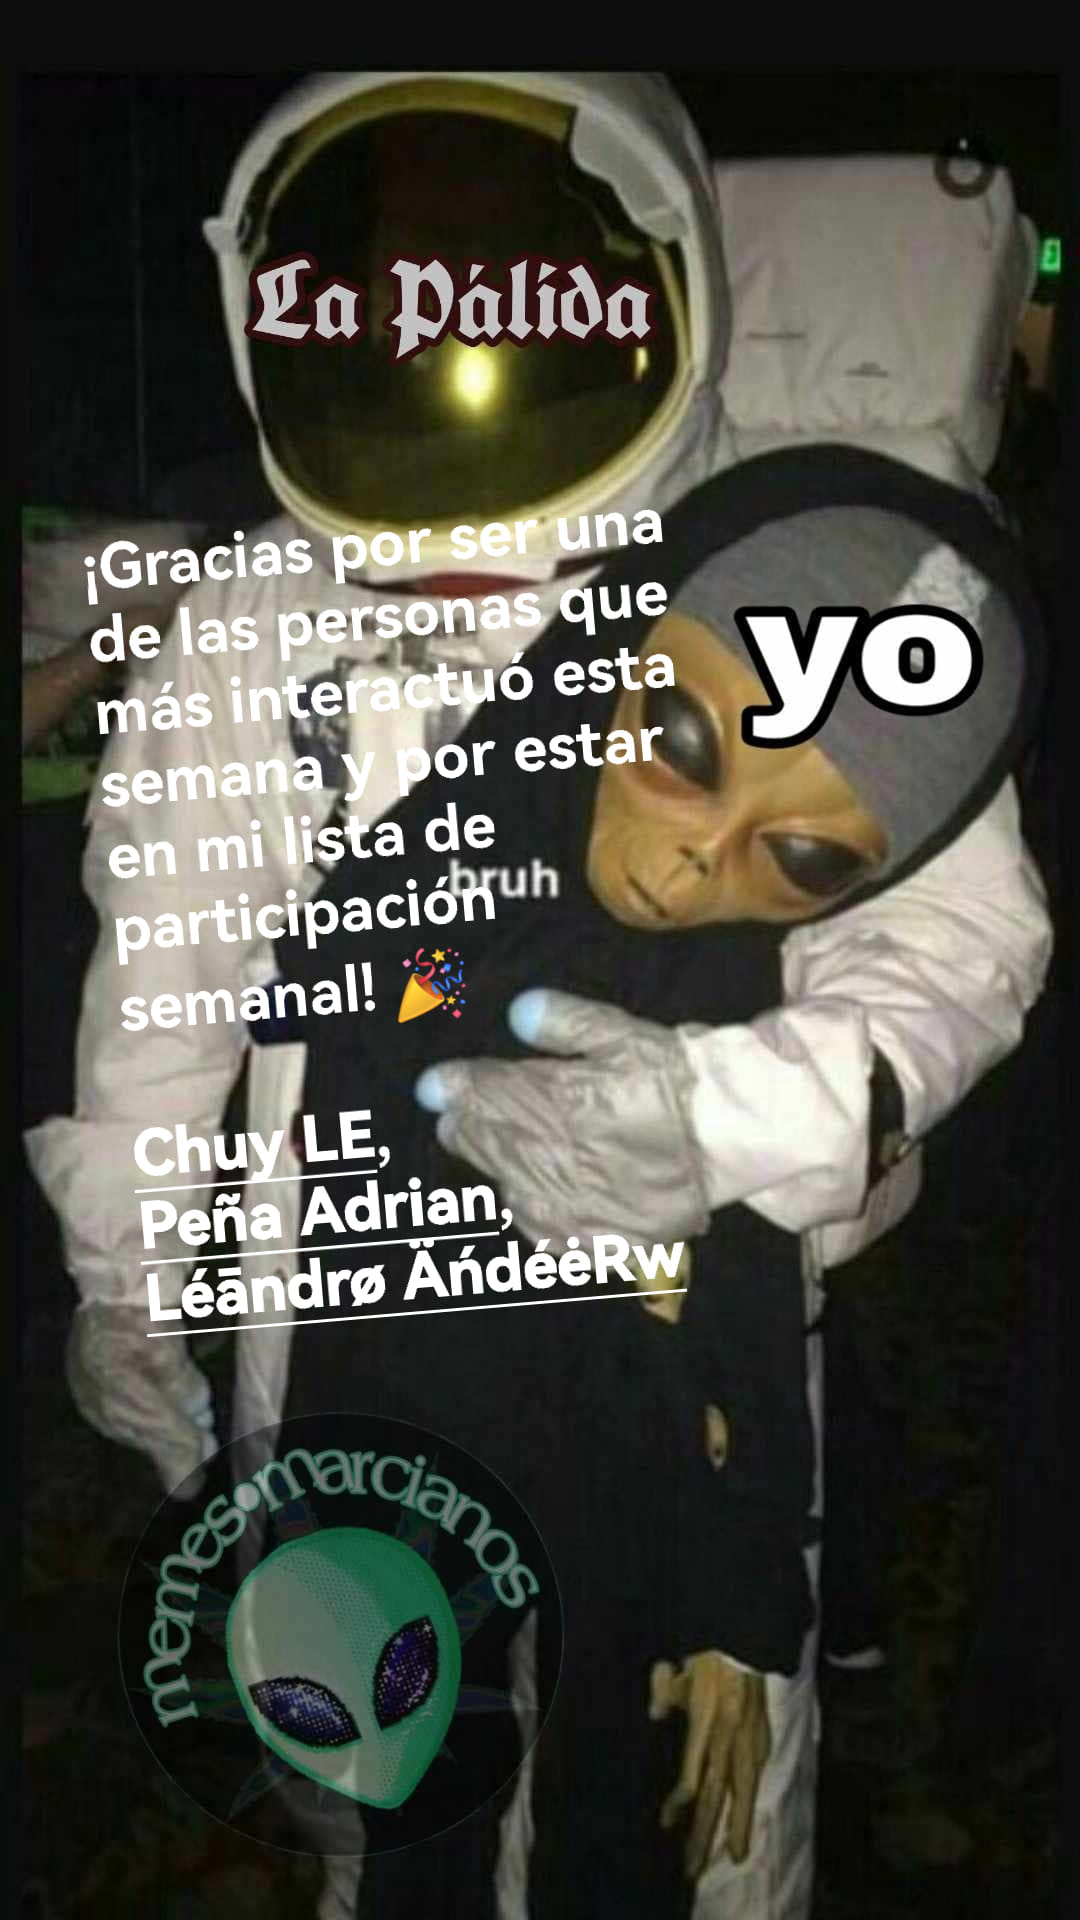 La Pálida
¡Gracias por ser una
de las personas que
más interactuó esta
semana y por estar
en mi lista de
participación
semanal! 🎉
yo
bruh
Chuy LE,
Peña Adrian,
Léāndrø ÄńdéėRw
memes•marcianos